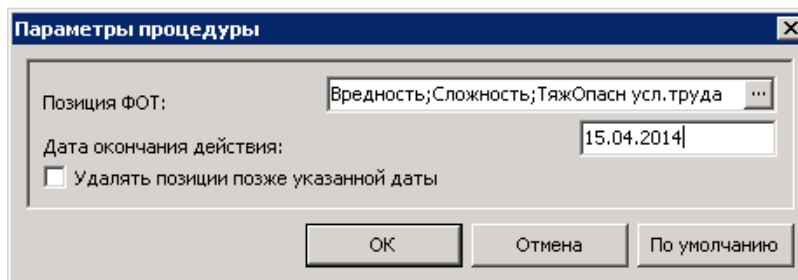 Параметры процедуры
Позиция ФОТ: Вредность;Сложность;ТяжОпасн усл.труда ...
Дата окончания действия: 15.04.2014
Удалять позиции позже указанной даты
ОК Отмена По умолчанию